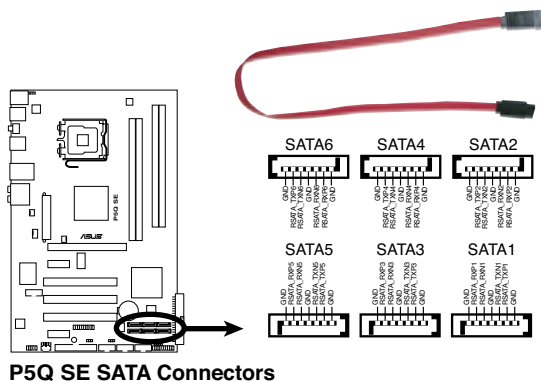 SATA6 SATA4 SATA2
GND RSATA_TXP6 RSATA_TXN6 GND RSATA_RXN6 RSATA_RXP6 GND
GND RSATA_TXP4 RSATA_TXN4 GND RSATA_RXN4 RSATA_RXP4 GND
GND RSATA_TXP2 RSATA_TXN2 GND RSATA_RXN2 RSATA_RXP2 GND
P5Q SE
ASUS
SATA5 SATA3 SATA1
GND RSATA_RXP5 RSATA_RXN5 GND RSATA_TXN5 RSATA_TXP5 GND
GND RSATA_RXP3 RSATA_RXN3 GND RSATA_TXN3 RSATA_TXP3 GND
GND RSATA_RXP1 RSATA_RXN1 GND RSATA_TXN1 RSATA_TXP1 GND
P5Q SE SATA Connectors